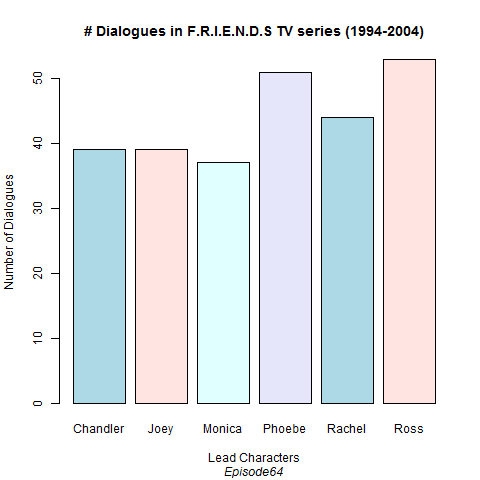 # Dialogues in F.R.I.E.N.D.S TV series (1994-2004)
Number of Dialogues
50
40
30
20
10
0
Chandler Joey Monica Phoebe Rachel Ross
Lead Characters
Episode64